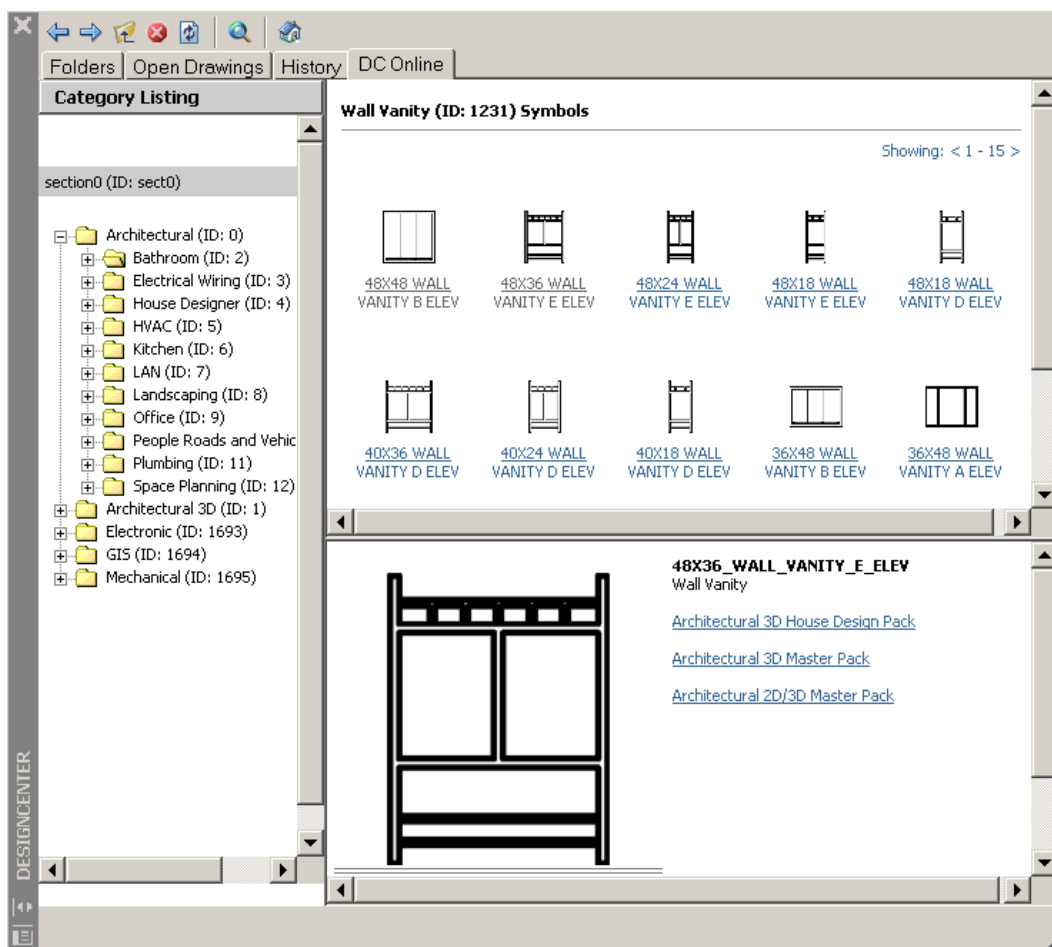 Folders Open Drawings History DC Online
Category Listing
section0 (ID: sect0)
Architectural (ID: 0)
Bathroom (ID: 2)
Electrical Wiring (ID: 3)
House Designer (ID: 4)
HVAC (ID: 5)
Kitchen (ID: 6)
LAN (ID: 7)
Landscaping (ID: 8)
Office (ID: 9)
People Roads and Vehic
Plumbing (ID: 11)
Space Planning (ID: 12)
Architectural 3D (ID: 1)
Electronic (ID: 1693)
GIS (ID: 1694)
Mechanical (ID: 1695)
Wall Vanity (ID: 1231) Symbols
Showing: < 1 - 15 >
48X48 WALL
VANITY B ELEV
48X36 WALL
VANITY E ELEV
48X24 WALL
VANITY E ELEV
48X18 WALL
VANITY E ELEV
48X18 WALL
VANITY D ELEV
40X36 WALL
VANITY D ELEV
40X24 WALL
VANITY D ELEV
40X18 WALL
VANITY D ELEV
36X48 WALL
VANITY B ELEV
36X48 WALL
VANITY A ELEV
48X36_WALL_VANITY_E_ELEV
Wall Vanity
Architectural 3D House Design Pack
Architectural 3D Master Pack
Architectural 2D/3D Master Pack
DESIGNCENTER